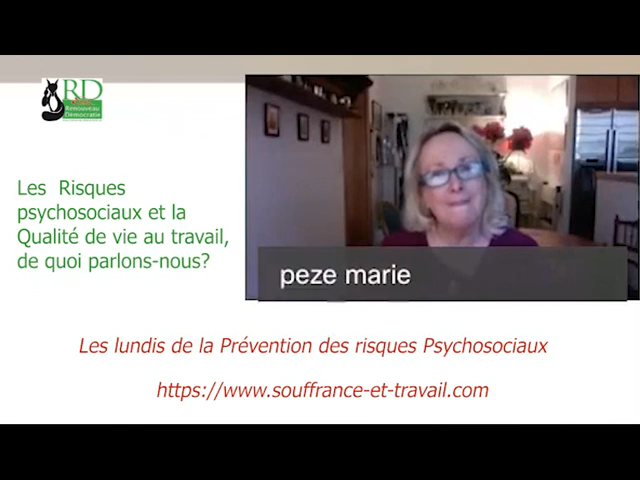 RD
Renouveau
Démocratie
Les Risques
psychosociaux et la
Qualité de vie au travail,
de quoi parlons-nous?
peze marie
Les lundis de la Prévention des risques Psychosociaux
https://www.souffrance-et-travail.com